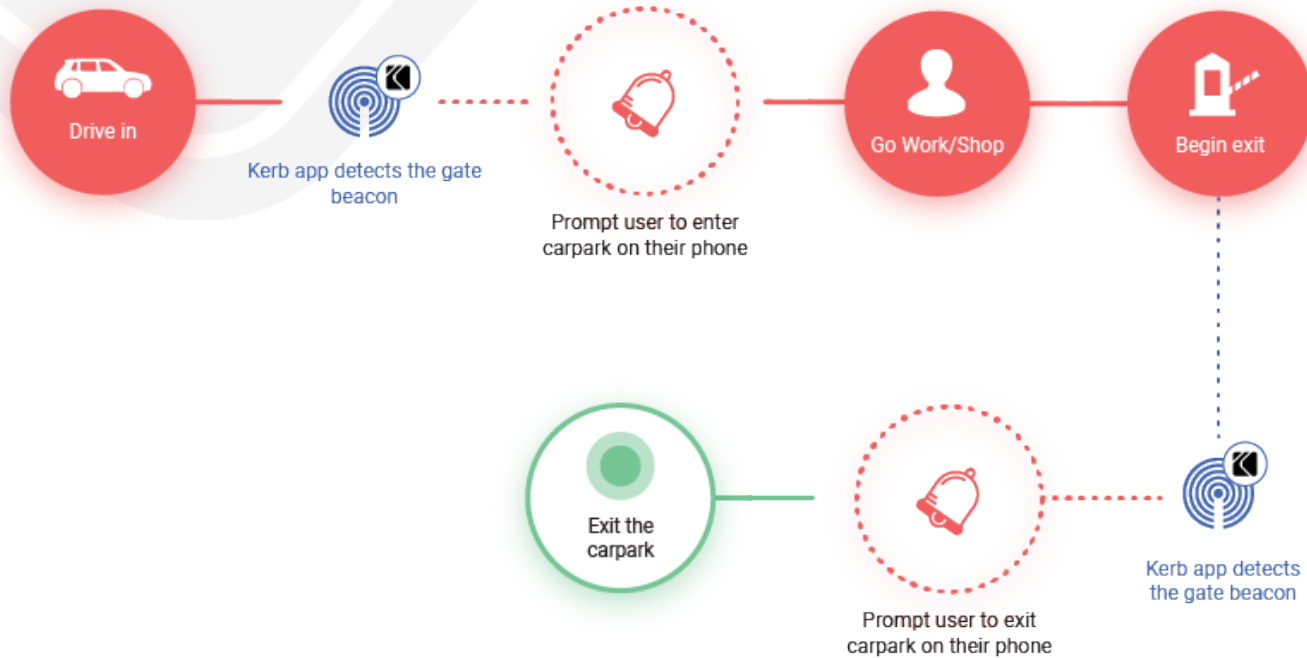 Drive in
Kerb app detects the gate
beacon
Prompt user to enter
carpark on their phone
Go Work/Shop
Begin exit
Kerb app detects
the gate beacon
Prompt user to exit
carpark on their phone
Exit the
carpark